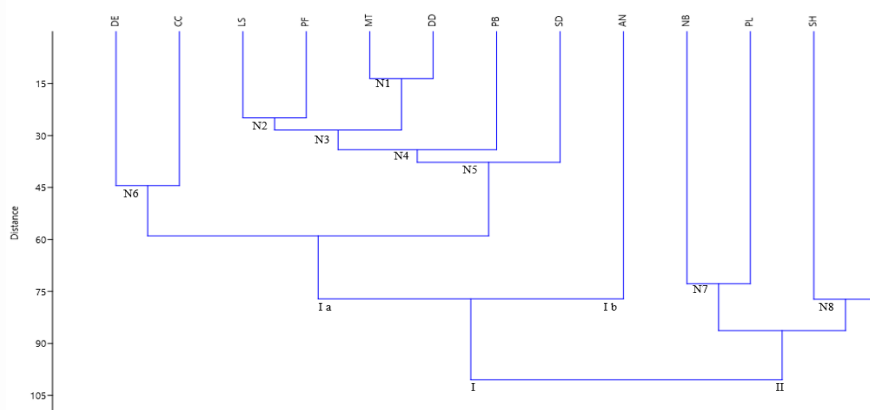 DE CC LS PF MT DD PB SD AN NB PL SH
15
N1
N2
30
N3
N4
N5
45
N6
Distance
60
75
N7
I a
I b
N8
90
I
II
105